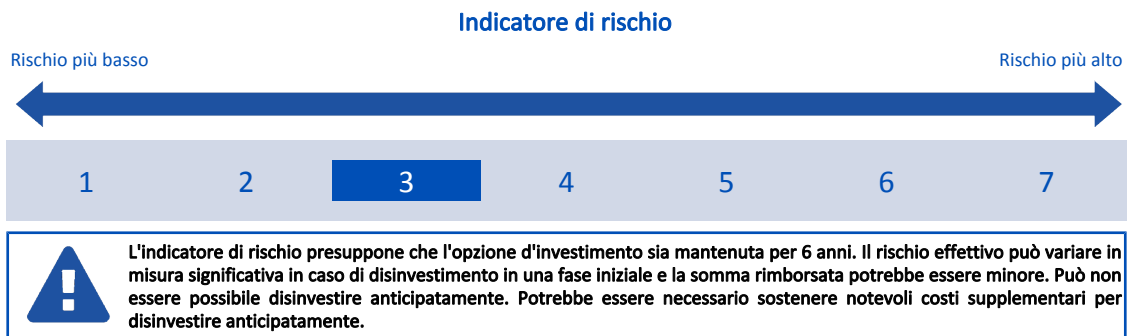 Indicatore di rischio
Rischio più basso
Rischio più alto
1 2 3 4 5 6 7
L'indicatore di rischio presuppone che l'opzione d'investimento sia mantenuta per 6 anni. Il rischio effettivo può variare in
misura significativa in caso di disinvestimento in una fase iniziale e la somma rimborsata potrebbe essere minore. Può non
essere possibile disinvestire anticipatamente. Potrebbe essere necessario sostenere notevoli costi supplementari per
disinvestire anticipatamente.